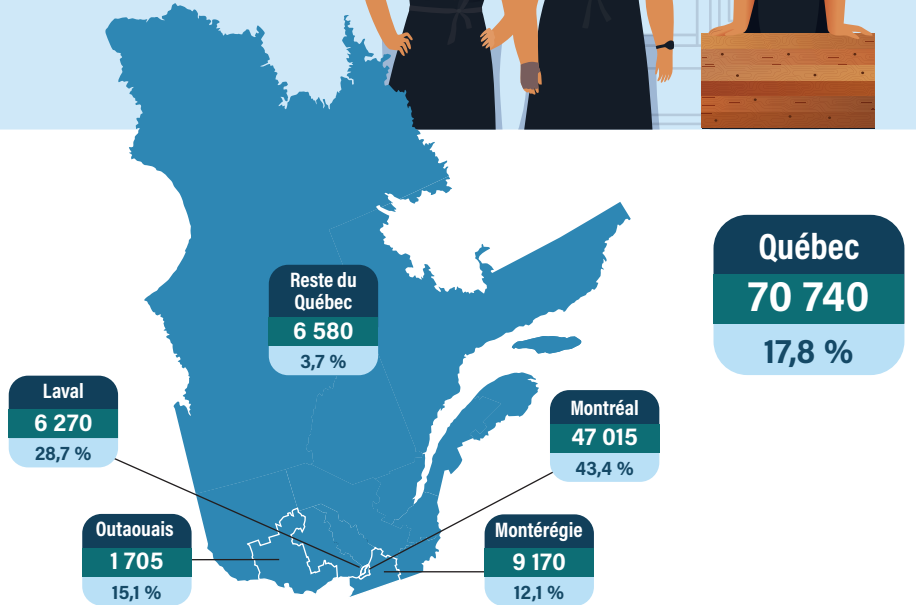 Québec
70 740
17,8 %
Reste du
Québec
6 580
3,7 %
Laval
6 270
28,7 %
Montréal
47 015
43,4 %
Outaouais
1 705
15,1 %
Montérégie
9 170
12,1 %